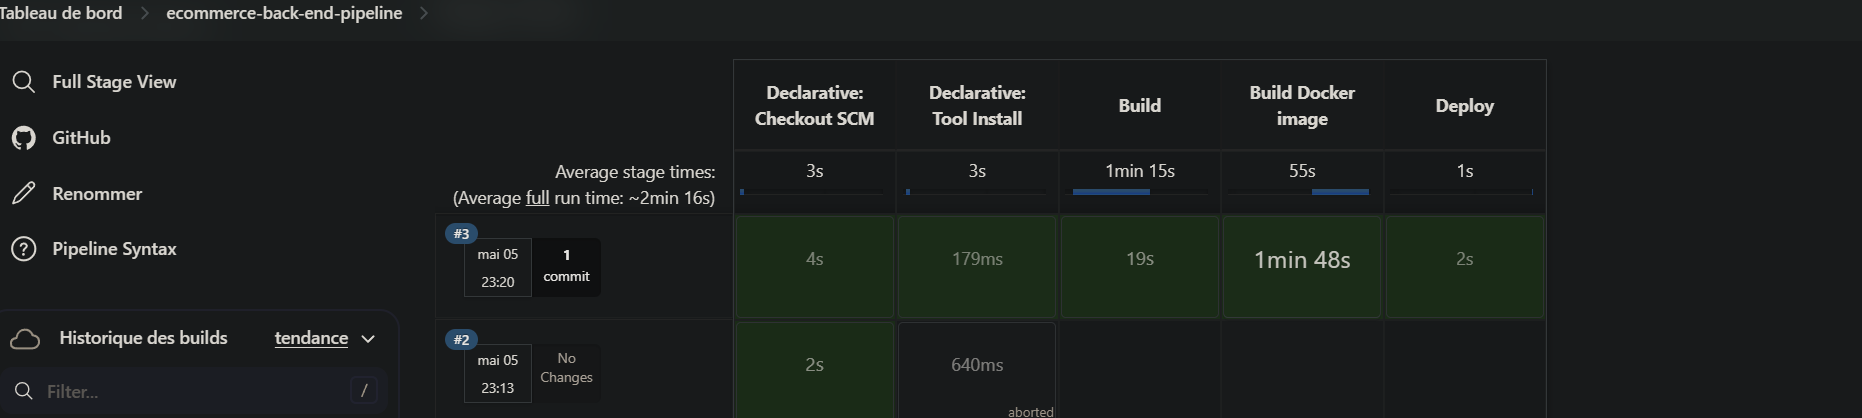 Tableau de bord > ecommerce-back-end-pipeline >
Full Stage View
GitHub
Renommer
Pipeline Syntax
Historique des builds tendance
Filter... /
Declarative: Checkout SCM
Declarative: Tool Install
Build
Build Docker image
Deploy
Average stage times:
(Average full run time: ~2min 16s)
3s
3s
1min 15s
55s
1s
#3
mai 05
23:20
1
commit
4s
179ms
19s
1min 48s
2s
#2
mai 05
23:13
No
Changes
2s
640ms
aborted